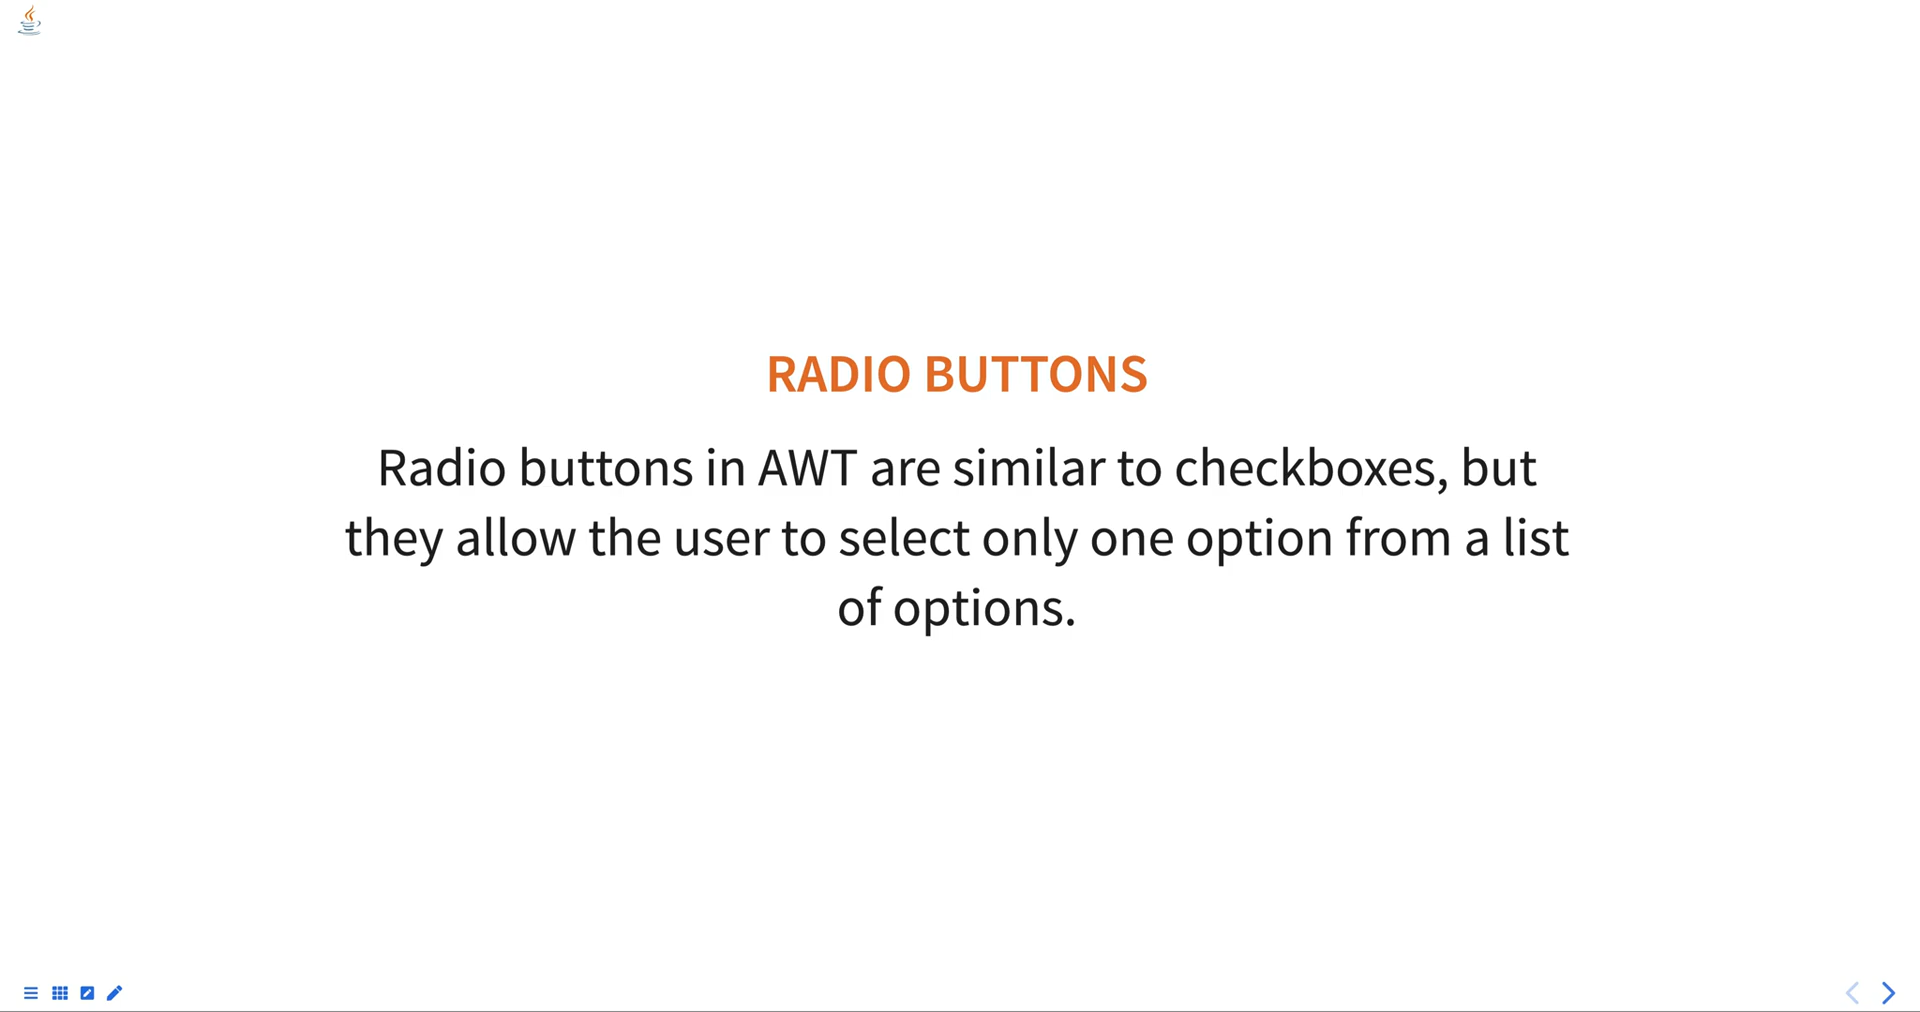 RADIO BUTTONS
Radio buttons in AWT are similar to checkboxes, but
they allow the user to select only one option from a list
of options.